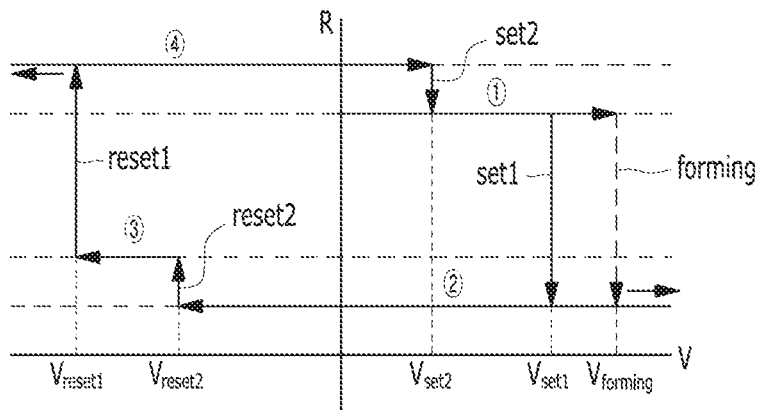 R
④
set2
①
reset1
set1
forming
③
reset2
②
V
Vreset1
Vreset2
Vset2
Vset1
Vforming